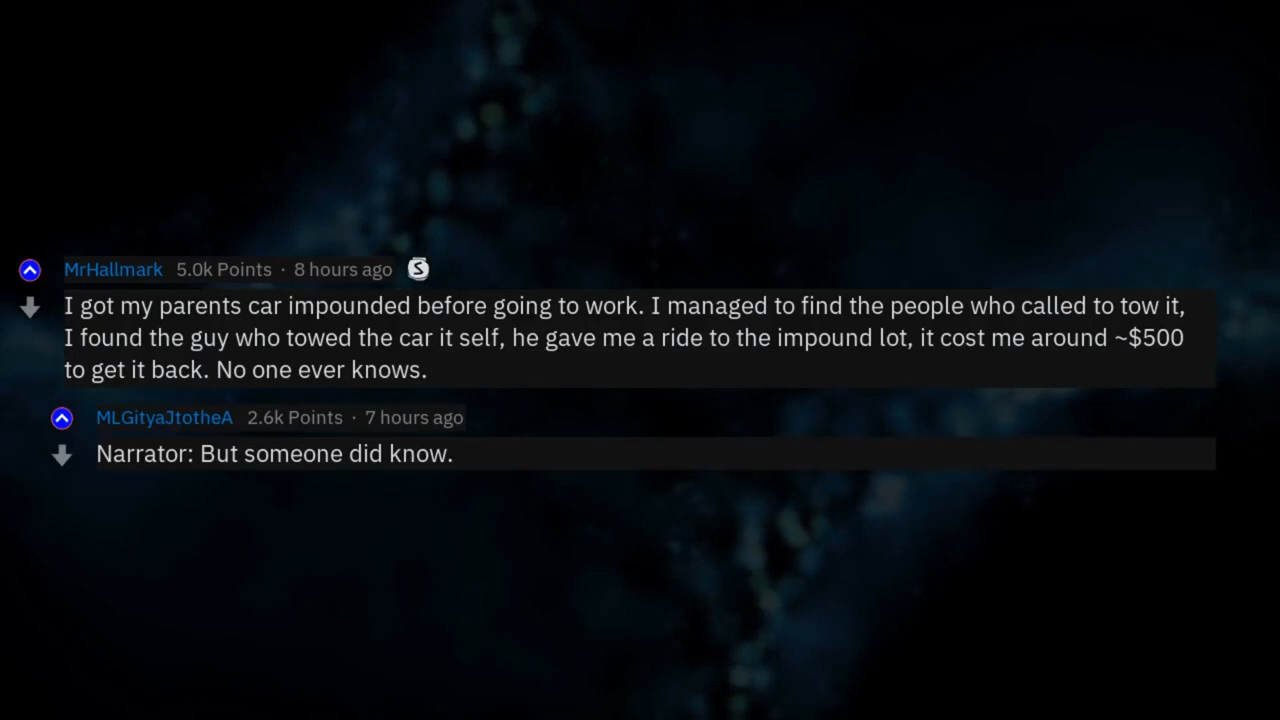 MrHallmark 5.0k Points · 8 hours ago S
I got my parents car impounded before going to work. I managed to find the people who called to tow it,
I found the guy who towed the car it self, he gave me a ride to the impound lot, it cost me around ~$500
to get it back. No one ever knows.
MLGityaJtotheA 2.6k Points · 7 hours ago
Narrator: But someone did know.